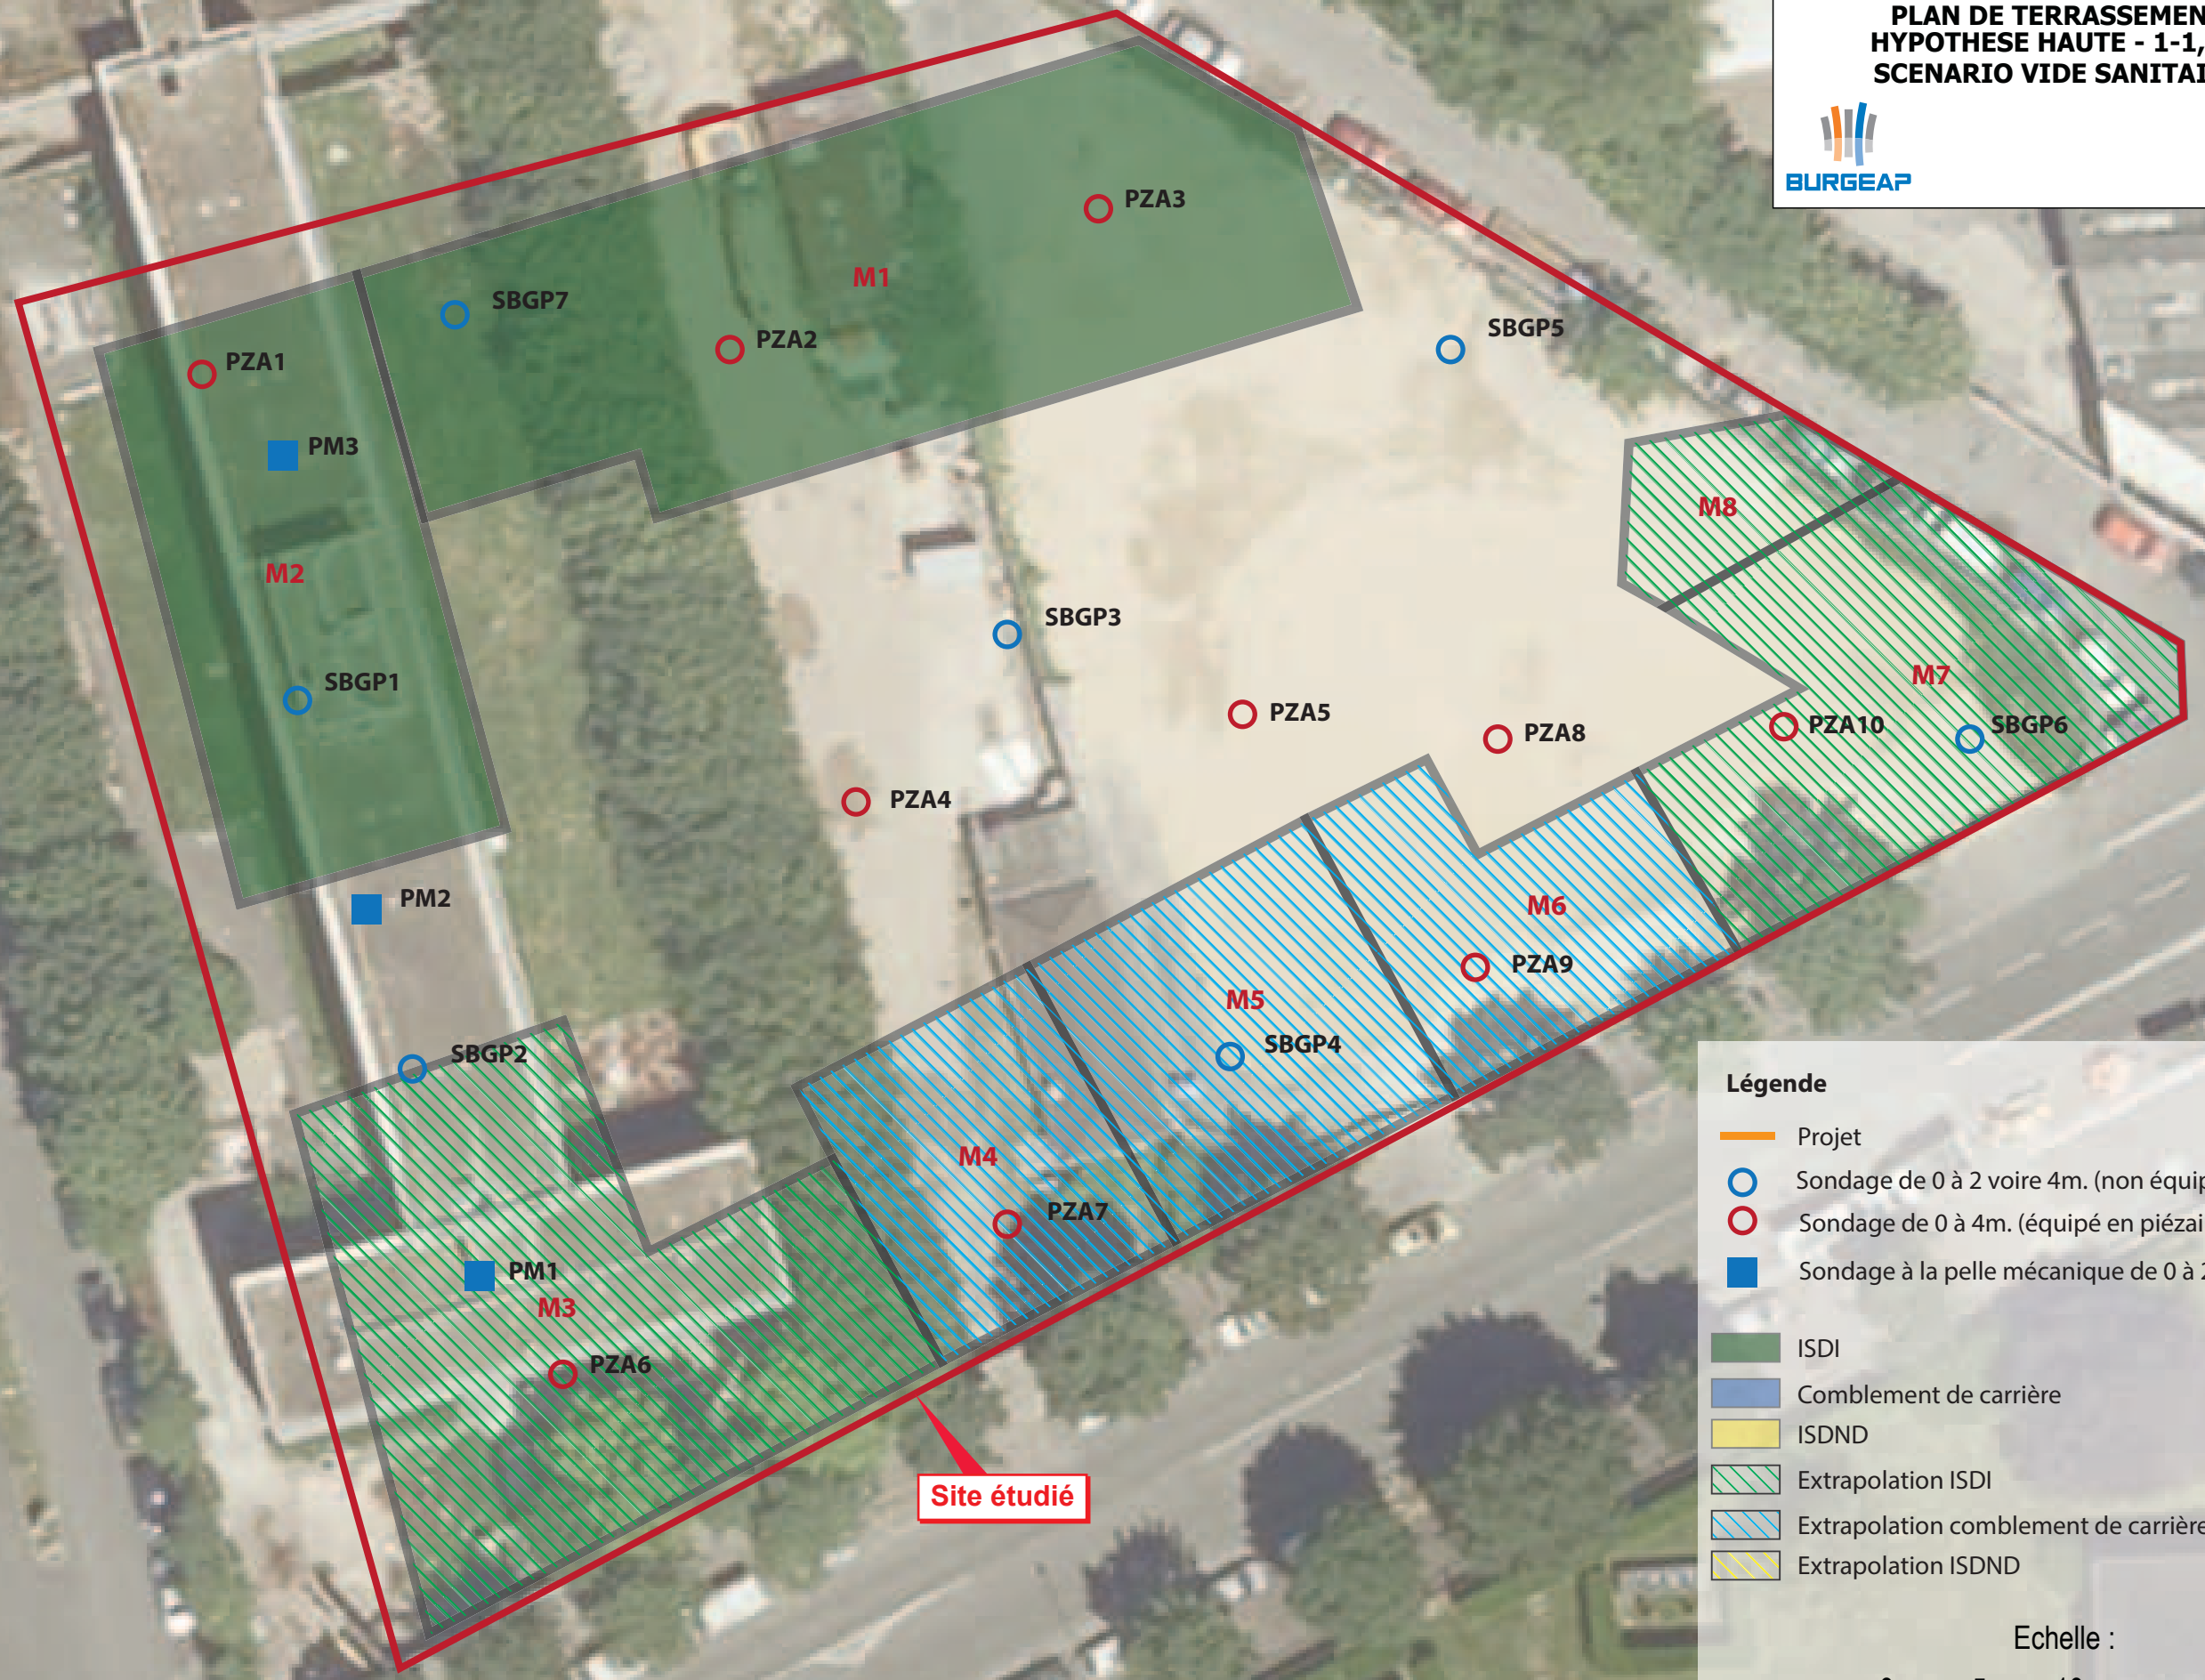 PLAN DE TERRASSEMEN
HYPOTHESE HAUTE - 1-1,
SCENARIO VIDE SANITAI
BURGEAP
PZA3
M1
SBGP7
SBGP5
PZA2
PZA1
PM3
M8
M2
SBGP3
M7
SBGP1
PZA5
PZA8
PZA10
SBGP6
PZA4
PM2
M6
PZA9
M5
SBGP4
SBGP2
M4
PZA7
PM1
M3
PZA6
Site étudié
Légende
Projet
Sondage de 0 à 2 voire 4m. (non équip
Sondage de 0 à 4m. (équipé en piézai
Sondage à la pelle mécanique de 0 à 2
ISDI
Comblement de carrière
ISDND
Extrapolation ISDI
Extrapolation comblement de carrière
Extrapolation ISDND
Echelle :